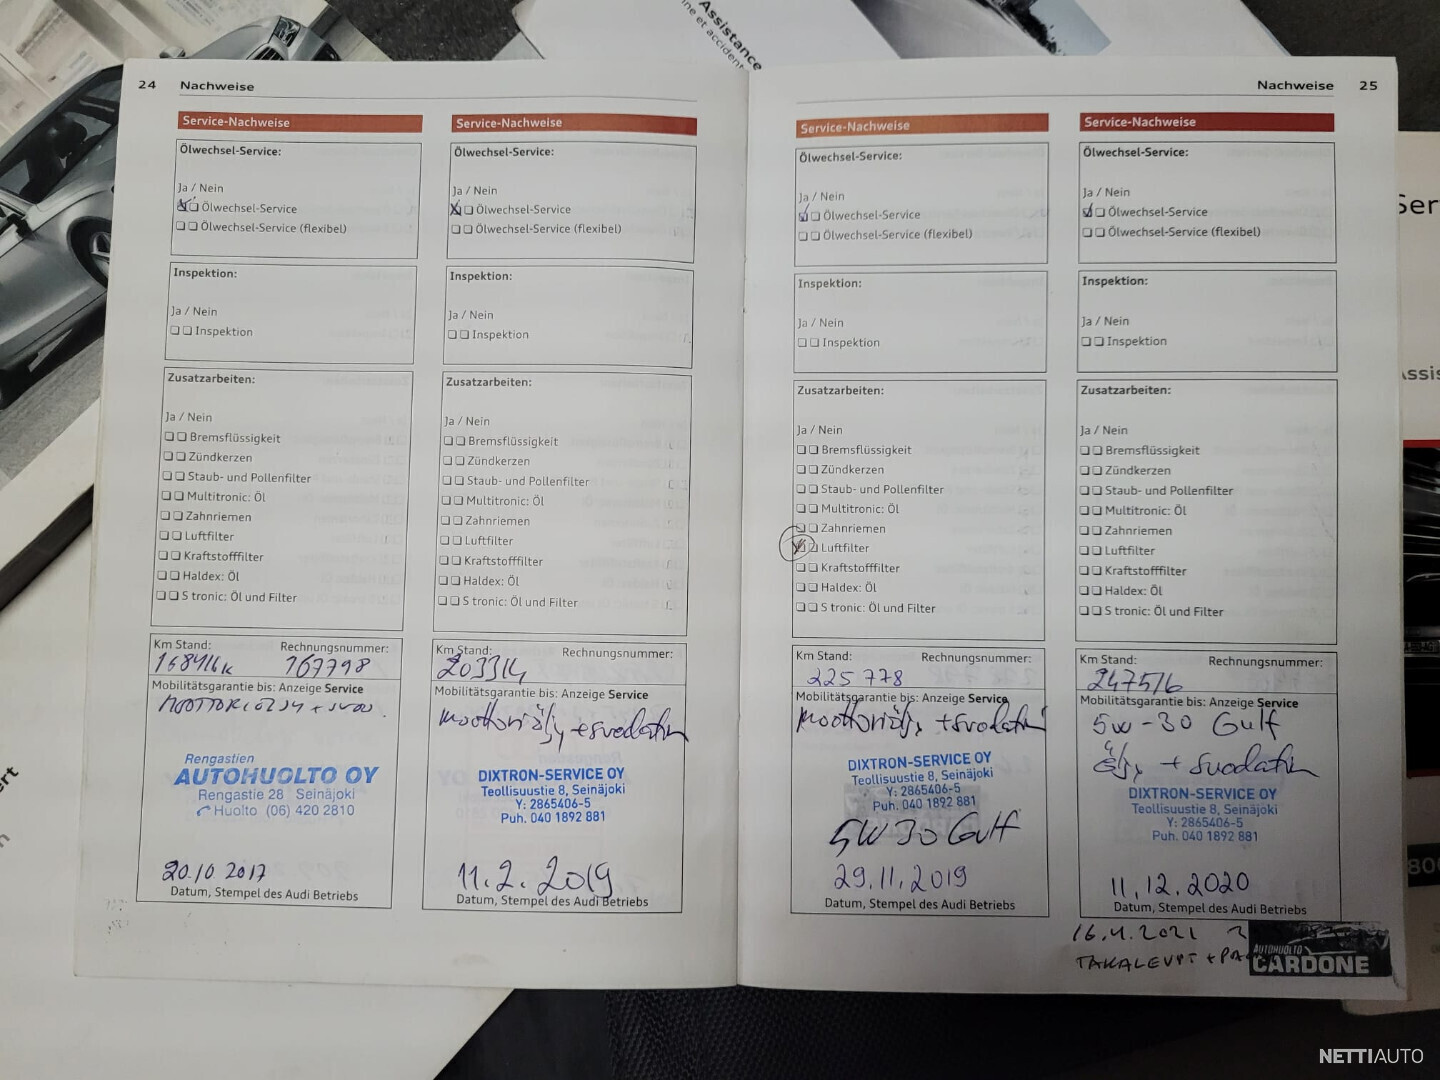 Assistance
24 Nachweise
Service-Nachweise
Ölwechsel-Service:
Ja / Nein
Ölwechsel-Service
Ölwechsel-Service (flexibel)
Inspektion:
Ja / Nein
Inspektion
Zusatzarbeiten:
Ja / Nein
Bremsflüssigkeit
Zündkerzen
Staub- und Pollenfilter
Multitronic: Öl
Zahnriemen
Luftfilter
Kraftstofffilter
Haldex: Öl
S tronic: Öl und Filter
Km Stand: Rechnungsnummer:
167798
Mobilitätsgarantie bis: Anzeige Service
Rengastien
AUTOHUOLTO OY
Rengastie 28 Seinäjoki
Huolto (06) 420 2810
20.10.2017
Datum, Stempel des Audi Betriebs
Service-Nachweise
Ölwechsel-Service:
Ja / Nein
Ölwechsel-Service
Ölwechsel-Service (flexibel)
Inspektion:
Ja / Nein
Inspektion
Zusatzarbeiten:
Ja / Nein
Bremsflüssigkeit
Zündkerzen
Staub- und Pollenfilter
Multitronic: Öl
Zahnriemen
Luftfilter
Kraftstofffilter
Haldex: Öl
S tronic: Öl und Filter
Km Stand: Rechnungsnummer:
203314
Mobilitätsgarantie bis: Anzeige Service
moottoriöljy + suodatin
DIXTRON-SERVICE OY
Teollisuustie 8, Seinäjoki
Y: 2865406-5
Puh. 040 1892 881
11.2.2019
Datum, Stempel des Audi Betriebs
Nachweise 25
Service-Nachweise
Ölwechsel-Service:
Ja / Nein
Ölwechsel-Service
Ölwechsel-Service (flexibel)
Inspektion:
Ja / Nein
Inspektion
Zusatzarbeiten:
Ja / Nein
Bremsflüssigkeit
Zündkerzen
Staub- und Pollenfilter
Multitronic: Öl
Zahnriemen
Luftfilter
Kraftstofffilter
Haldex: Öl
S tronic: Öl und Filter
Km Stand: Rechnungsnummer:
225 778
Mobilitätsgarantie bis: Anzeige Service
moottoriöljy + suodatin
DIXTRON-SERVICE OY
Teollisuustie 8, Seinäjoki
Y: 2865406-5
Puh. 040 1892 881
5W30 Gulf
29.11.2019
Datum, Stempel des Audi Betriebs
Service-Nachweise
Ölwechsel-Service:
Ja / Nein
Ölwechsel-Service
Ölwechsel-Service (flexibel)
Inspektion:
Ja / Nein
Inspektion
Zusatzarbeiten:
Ja / Nein
Bremsflüssigkeit
Zündkerzen
Staub- und Pollenfilter
Multitronic: Öl
Zahnriemen
Luftfilter
Kraftstofffilter
Haldex: Öl
S tronic: Öl und Filter
Km Stand: Rechnungsnummer:
247516
Mobilitätsgarantie bis: Anzeige Service
5w-30 Gulf
öljy + suodatin
DIXTRON-SERVICE OY
Teollisuustie 8, Seinäjoki
Y: 2865406-5
Puh. 040 1892 881
11.12.2020
Datum, Stempel des Audi Betriebs
16.4.2021
TAKALEVYT +
AUTOHUOLTO
CARDONE
NETTIAUTO